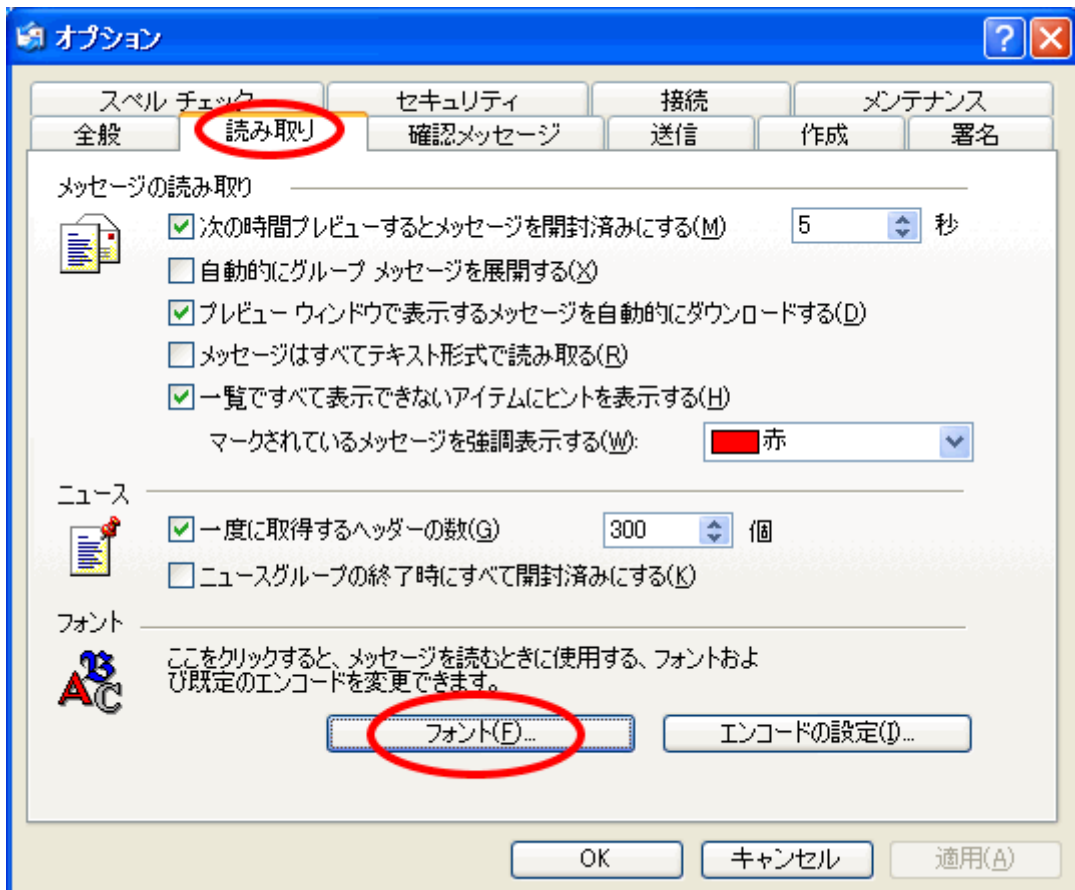 オプション
スペル チェック セキュリティ 接続 メンテナンス
全般 読み取り 確認メッセージ 送信 作成 署名
メッセージの読み取り
次の時間プレビューするとメッセージを開封済みにする(M) 5 秒
自動的にグループ メッセージを展開する(X)
プレビュー ウィンドウで表示するメッセージを自動的にダウンロードする(D)
メッセージはすべてテキスト形式で読み取る(R)
一覧ですべて表示できないアイテムにヒントを表示する(H)
マークされているメッセージを強調表示する(W): 赤
ニュース
一度に取得するヘッダーの数(G) 300 個
ニュースグループの終了時にすべて開封済みにする(K)
フォント
ここをクリックすると、メッセージを読むときに使用する、フォントおよ
び既定のエンコードを変更できます。
フォント(F)... エンコードの設定(I)...
OK キャンセル 適用(A)